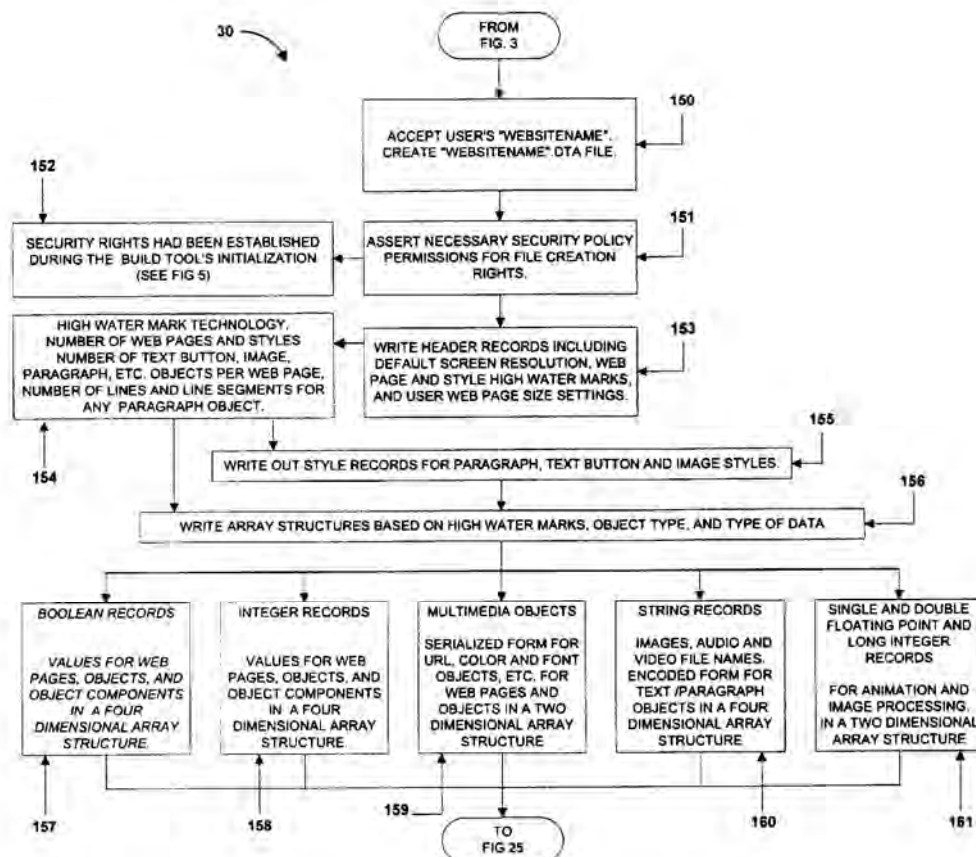 FROM
FIG. 3
30
150
ACCEPT USER'S "WEBSITENAME".
CREATE "WEBSITENAME".DTA FILE.
152
151
SECURITY RIGHTS HAD BEEN ESTABLISHED
DURING THE BUILD TOOL'S INITIALIZATION
(SEE FIG 5)
ASSERT NECESSARY SECURITY POLICY
PERMISSIONS FOR FILE CREATION
RIGHTS.
153
HIGH WATER MARK TECHNOLOGY.
NUMBER OF WEB PAGES AND STYLES
NUMBER OF TEXT BUTTON, IMAGE,
PARAGRAPH, ETC. OBJECTS PER WEB PAGE,
NUMBER OF LINES AND LINE SEGMENTS FOR
ANY PARAGRAPH OBJECT.
WRITE HEADER RECORDS INCLUDING
DEFAULT SCREEN RESOLUTION, WEB
PAGE AND STYLE HIGH WATER MARKS,
AND USER WEB PAGE SIZE SETTINGS.
154
155
WRITE OUT STYLE RECORDS FOR PARAGRAPH, TEXT BUTTON AND IMAGE STYLES.
156
WRITE ARRAY STRUCTURES BASED ON HIGH WATER MARKS, OBJECT TYPE, AND TYPE OF DATA
BOOLEAN RECORDS
VALUES FOR WEB
PAGES, OBJECTS, AND
OBJECT COMPONENTS
IN A FOUR
DIMENSIONAL ARRAY
STRUCTURE
INTEGER RECORDS
VALUES FOR WEB
PAGES, OBJECTS, AND
OBJECT COMPONENTS
IN A FOUR
DIMENSIONAL ARRAY
STRUCTURE
MULTIMEDIA OBJECTS
SERIALIZED FORM FOR
URL, COLOR AND FONT
OBJECTS, ETC. FOR
WEB PAGES AND
OBJECTS IN A TWO
DIMENSIONAL ARRAY
STRUCTURE
STRING RECORDS
IMAGES, AUDIO AND
VIDEO FILE NAMES.
ENCODED FORM FOR
TEXT /PARAGRAPH
OBJECTS IN A FOUR
DIMENSIONAL ARRAY
STRUCTURE
SINGLE AND DOUBLE
FLOATING POINT AND
LONG INTEGER
RECORDS
FOR ANIMATION AND
IMAGE PROCESSING,
IN A TWO DIMENSIONAL
ARRAY STRUCTURE
157
158
159
160
161
TO
FIG 25